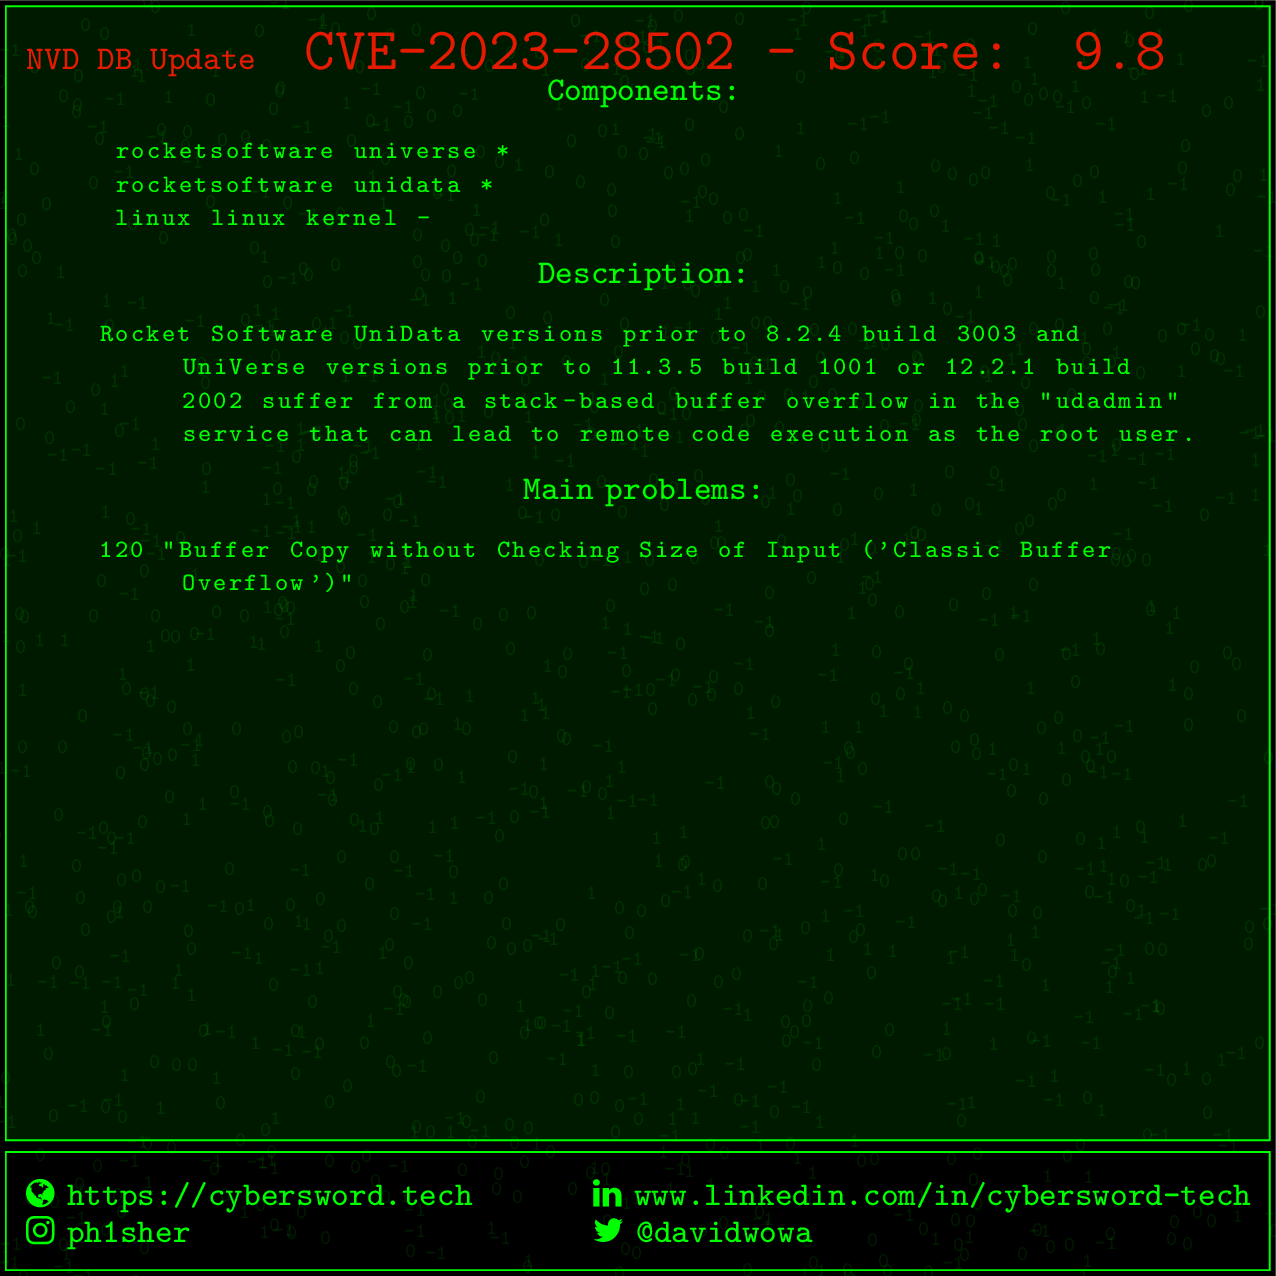 NVD DB Update CVE-2023-28502 - Score: 9.8
Components:
rocketsoftware universe *
rocketsoftware unidata *
linux linux kernel -
Description:
Rocket Software UniData versions prior to 8.2.4 build 3003 and
UniVerse versions prior to 11.3.5 build 1001 or 12.2.1 build
2002 suffer from a stack-based buffer overflow in the "udadmin"
service that can lead to remote code execution as the root user.
Main problems:
120 "Buffer Copy without Checking Size of Input ('Classic Buffer
Overflow')"
https://cybersword.tech
www.linkedin.com/in/cybersword-tech
ph1sher
@davidwowa